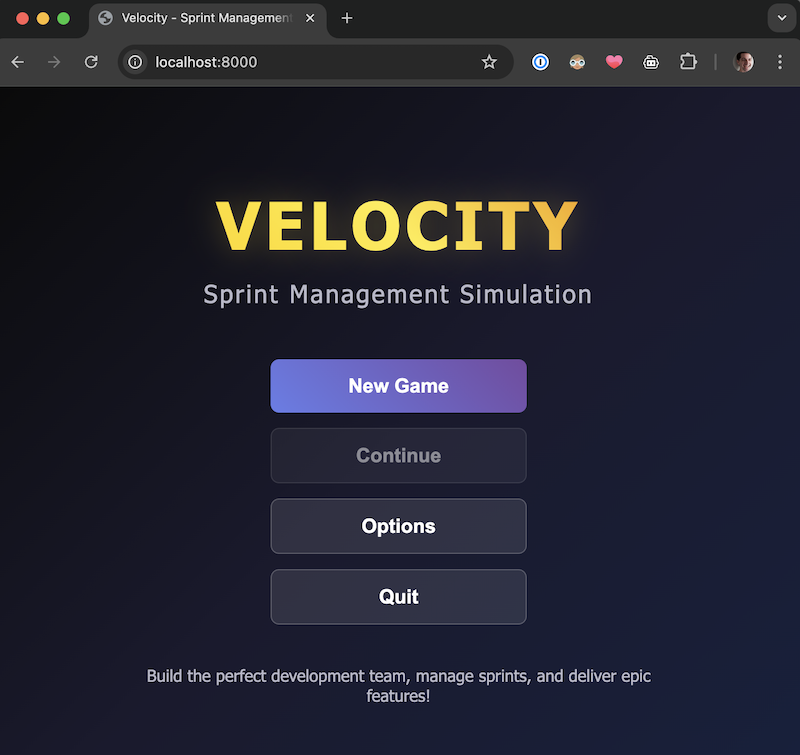 Velocity - Sprint Management
localhost:8000
VELOCITY
Sprint Management Simulation
New Game
Continue
Options
Quit
Build the perfect development team, manage sprints, and deliver epic
features!